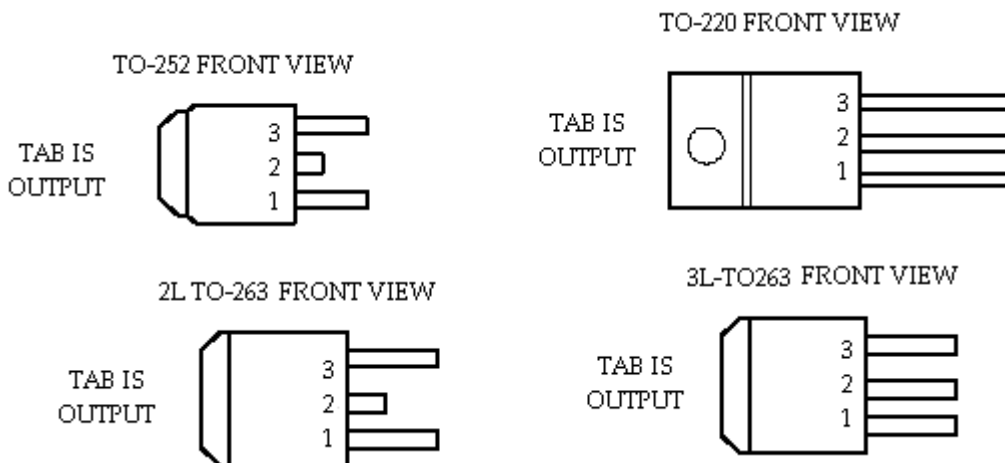 TO-252 FRONT VIEW
TAB IS
OUTPUT
3
2
1
TO-220 FRONT VIEW
TAB IS
OUTPUT
3
2
1
2L TO-263 FRONT VIEW
TAB IS
OUTPUT
3
2
1
3L-TO263 FRONT VIEW
TAB IS
OUTPUT
3
2
1